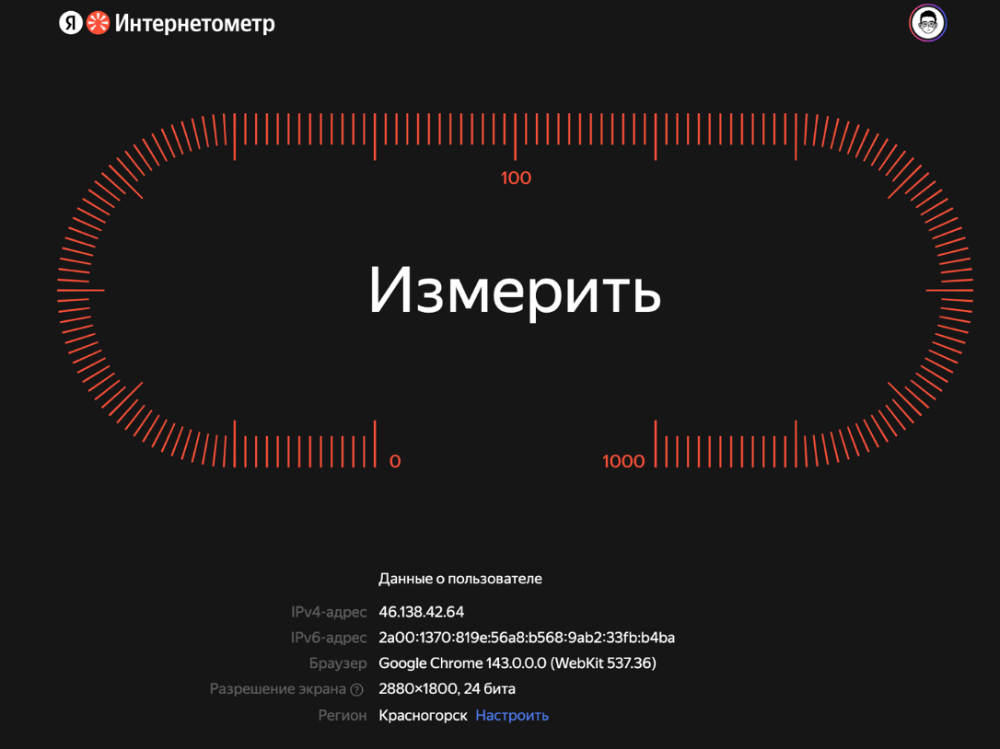 Я Интернетометр
100
Измерить
0
1000
Данные о пользователе
IPv4-адрес 46.138.42.64
IPv6-адрес 2a00:1370:819e:56a8:b568:9ab2:33fb:b4ba
Браузер Google Chrome 143.0.0.0 (WebKit 537.36)
Разрешение экрана ? 2880×1800, 24 бита
Регион Красногорск Настроить